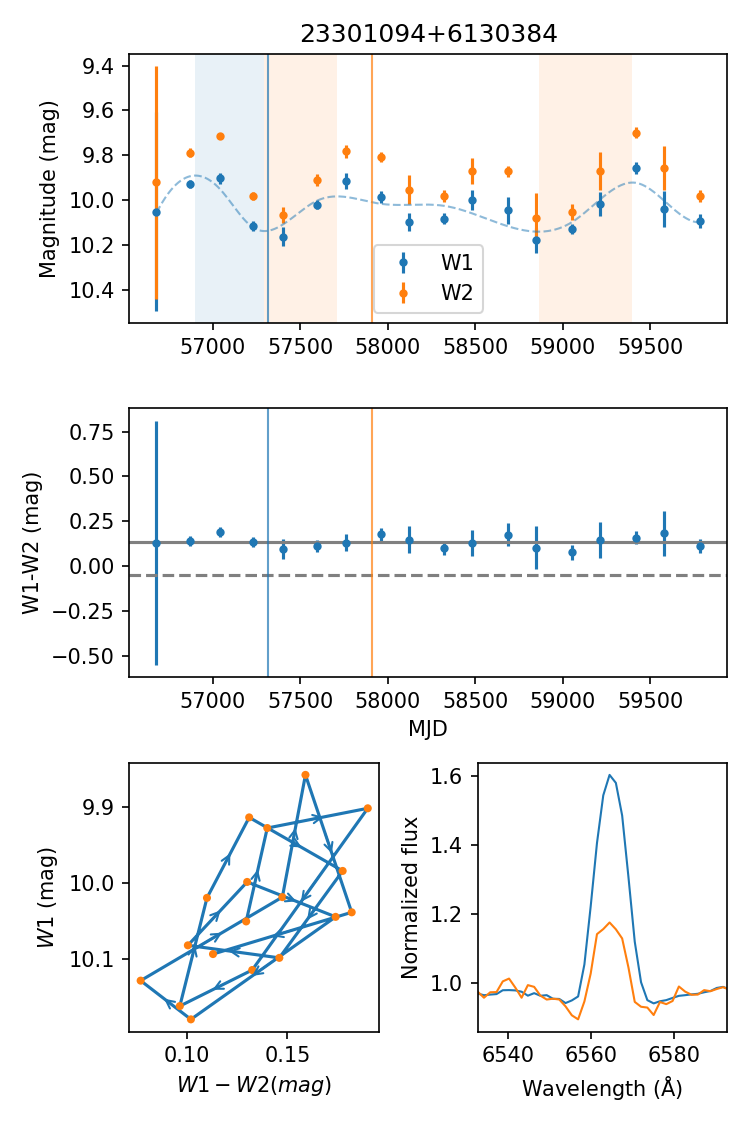 23301094+6130384
Magnitude (mag)
9.4
9.6
9.8
10.0
10.2
10.4
W1
W2
57000 57500 58000 58500 59000 59500
W1-W2 (mag)
0.75
0.50
0.25
0.00
−0.25
−0.50
57000 57500 58000 58500 59000 59500
MJD
W1 (mag)
9.9
10.0
10.1
0.10 0.15
W1 − W2(mag)
Normalized flux
1.6
1.4
1.2
1.0
6540 6560 6580
Wavelength (Å)